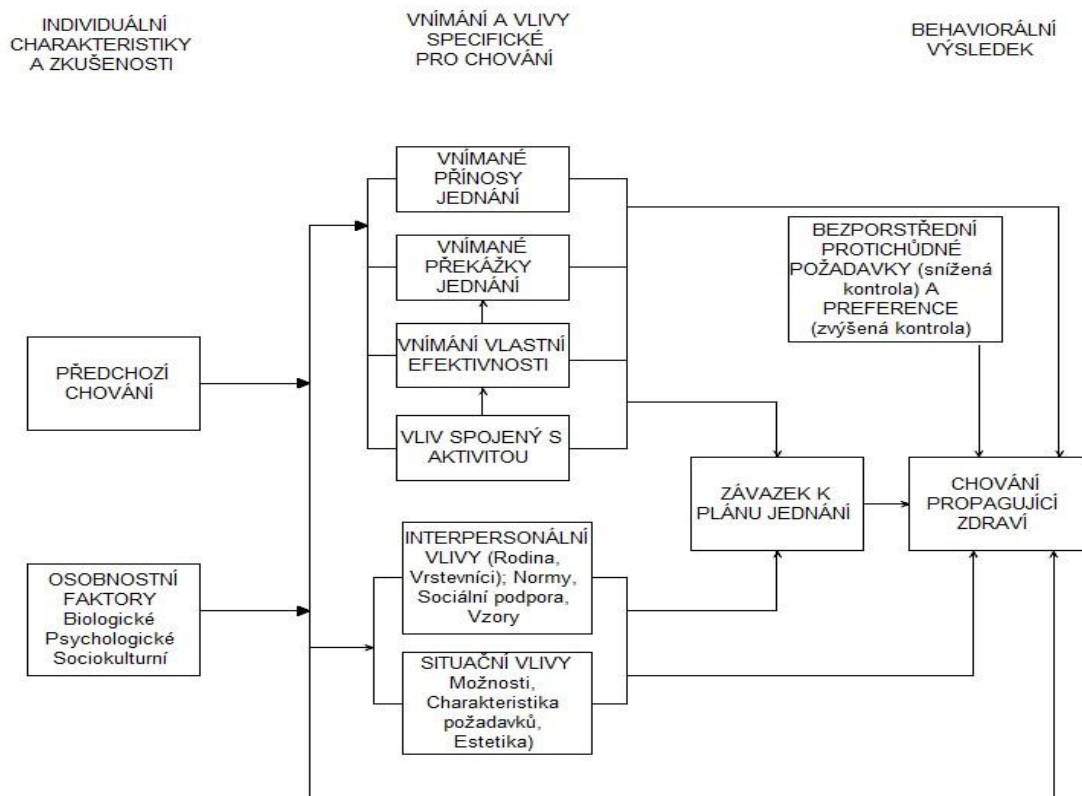 INDIVIDUÁLNÍ
CHARAKTERISTIKY
A ZKUŠENOSTI
VNÍMÁNÍ A VLIVY
SPECIFICKÉ
PRO CHOVÁNÍ
BEHAVIORÁLNÍ
VÝSLEDEK
VNÍMANÉ
PŘÍNOSY
JEDNÁNÍ
VNÍMANÉ
PŘEKÁŽKY
JEDNÁNÍ
VNÍMÁNÍ VLASTNÍ
EFEKTIVNOSTI
VLIV SPOJENÝ S
AKTIVITOU
BEZPORSTŘEDNÍ
PROTICHŮDNÉ
POŽADAVKY (snížená
kontrola) A
PREFERENCE
(zvýšená kontrola)
PŘEDCHOZÍ
CHOVÁNÍ
ZÁVAZEK K
PLÁNU JEDNÁNÍ
CHOVÁNÍ
PROPAGUJÍCÍ
ZDRAVÍ
OSOBNOSTNÍ
FAKTORY
Biologické
Psychologické
Sociokulturní
INTERPERSONÁLNÍ
VLIVY (Rodina,
Vrstevníci); Normy,
Sociální podpora,
Vzory
SITUAČNÍ VLIVY
Možnosti,
Charakteristika
požadavků,
Estetika)